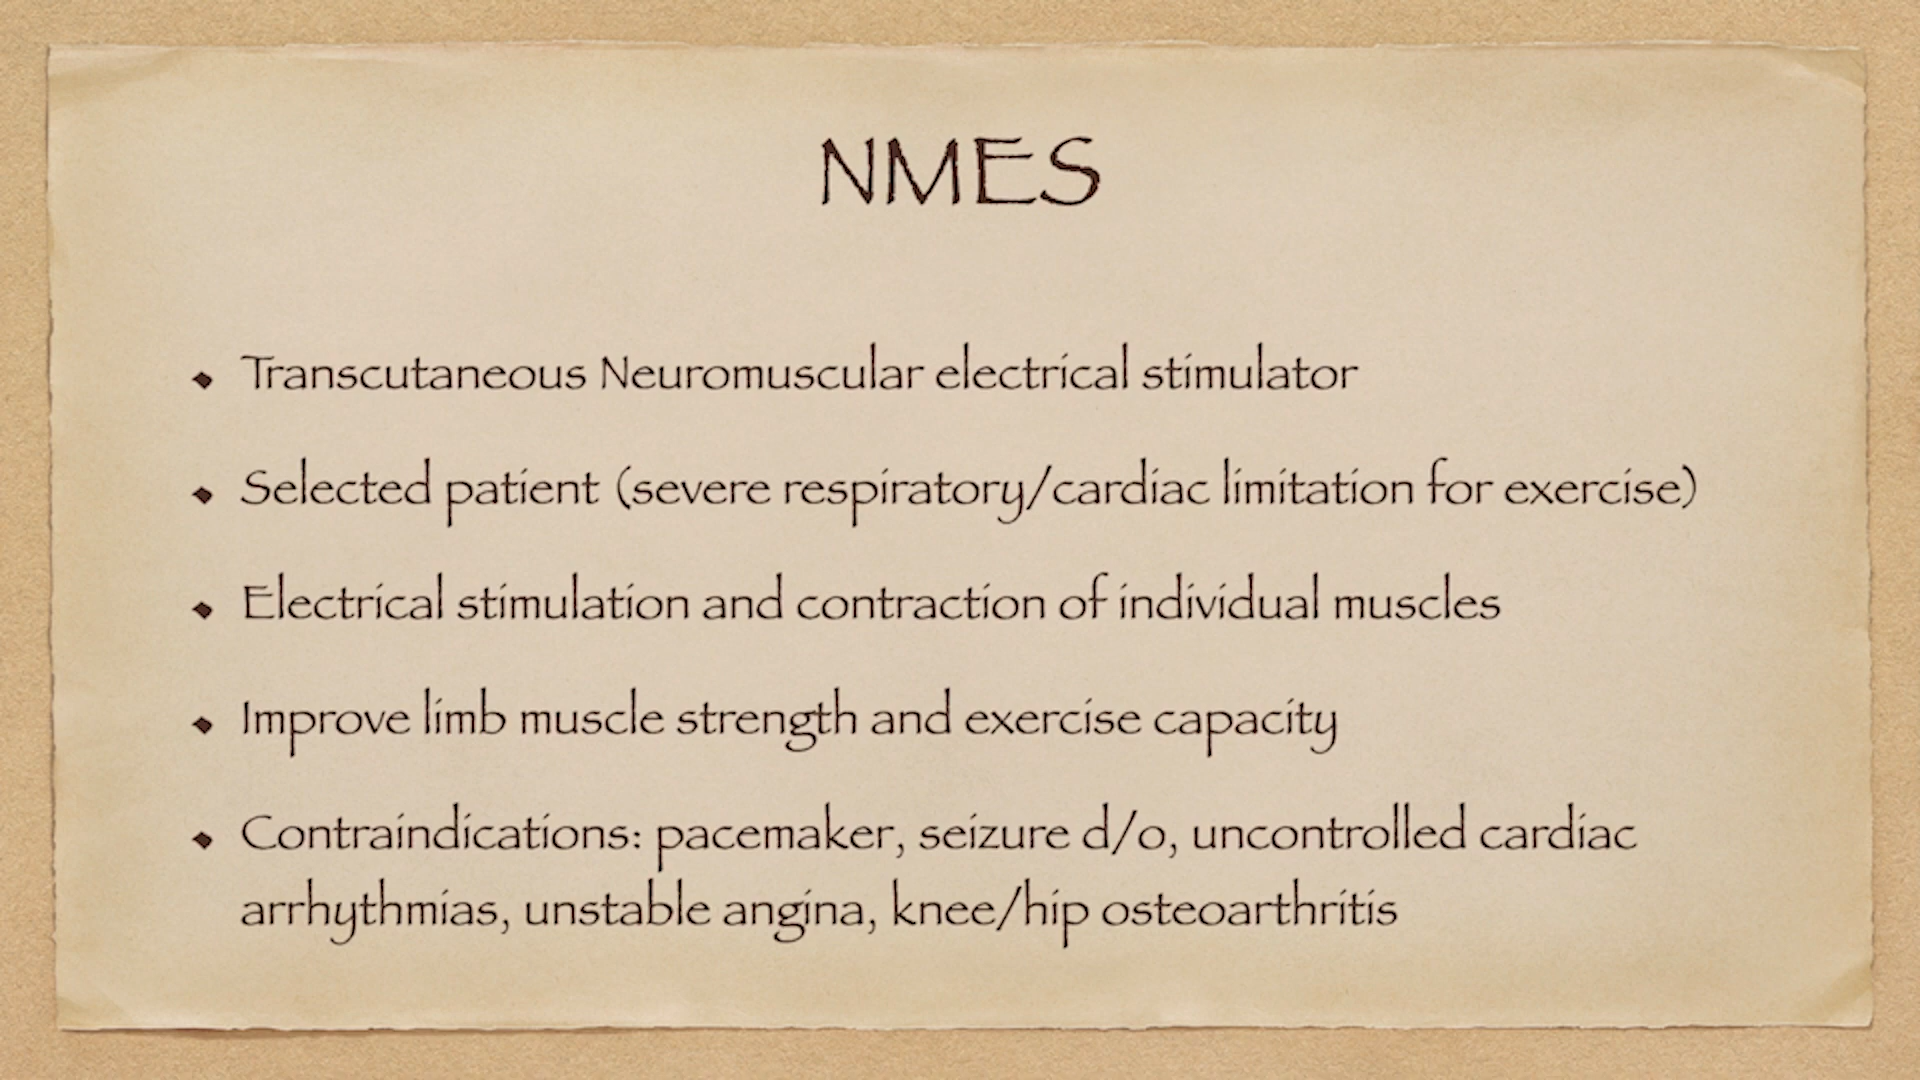 NMES
Transcutaneous Neuromuscular electrical stimulator
Selected patient (severe respiratory/cardiac limitation for exercise)
Electrical stimulation and contraction of individual muscles
Improve limb muscle strength and exercise capacity
Contraindications: pacemaker, seizure d/o, uncontrolled cardiac
arrhythmias, unstable angina, knee/hip osteoarthritis